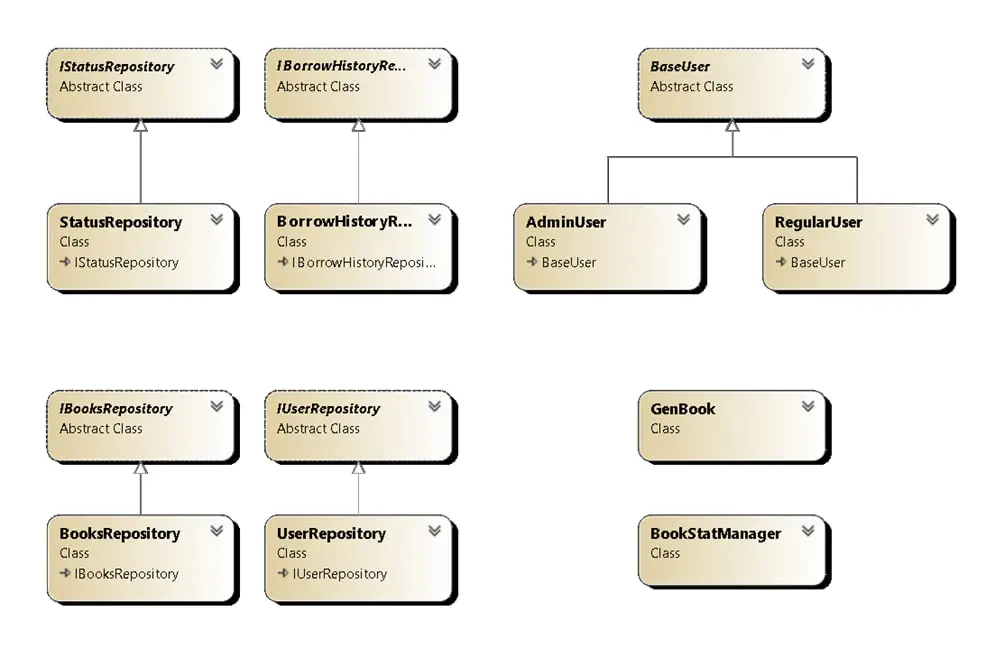 IStatusRepository
Abstract Class
IBorrowHistoryRe...
Abstract Class
BaseUser
Abstract Class
StatusRepository
Class
IStatusRepository
BorrowHistoryR...
Class
IBorrowHistoryReposi...
AdminUser
Class
BaseUser
RegularUser
Class
BaseUser
IBooksRepository
Abstract Class
IUserRepository
Abstract Class
GenBook
Class
BooksRepository
Class
IBooksRepository
UserRepository
Class
IUserRepository
BookStatManager
Class